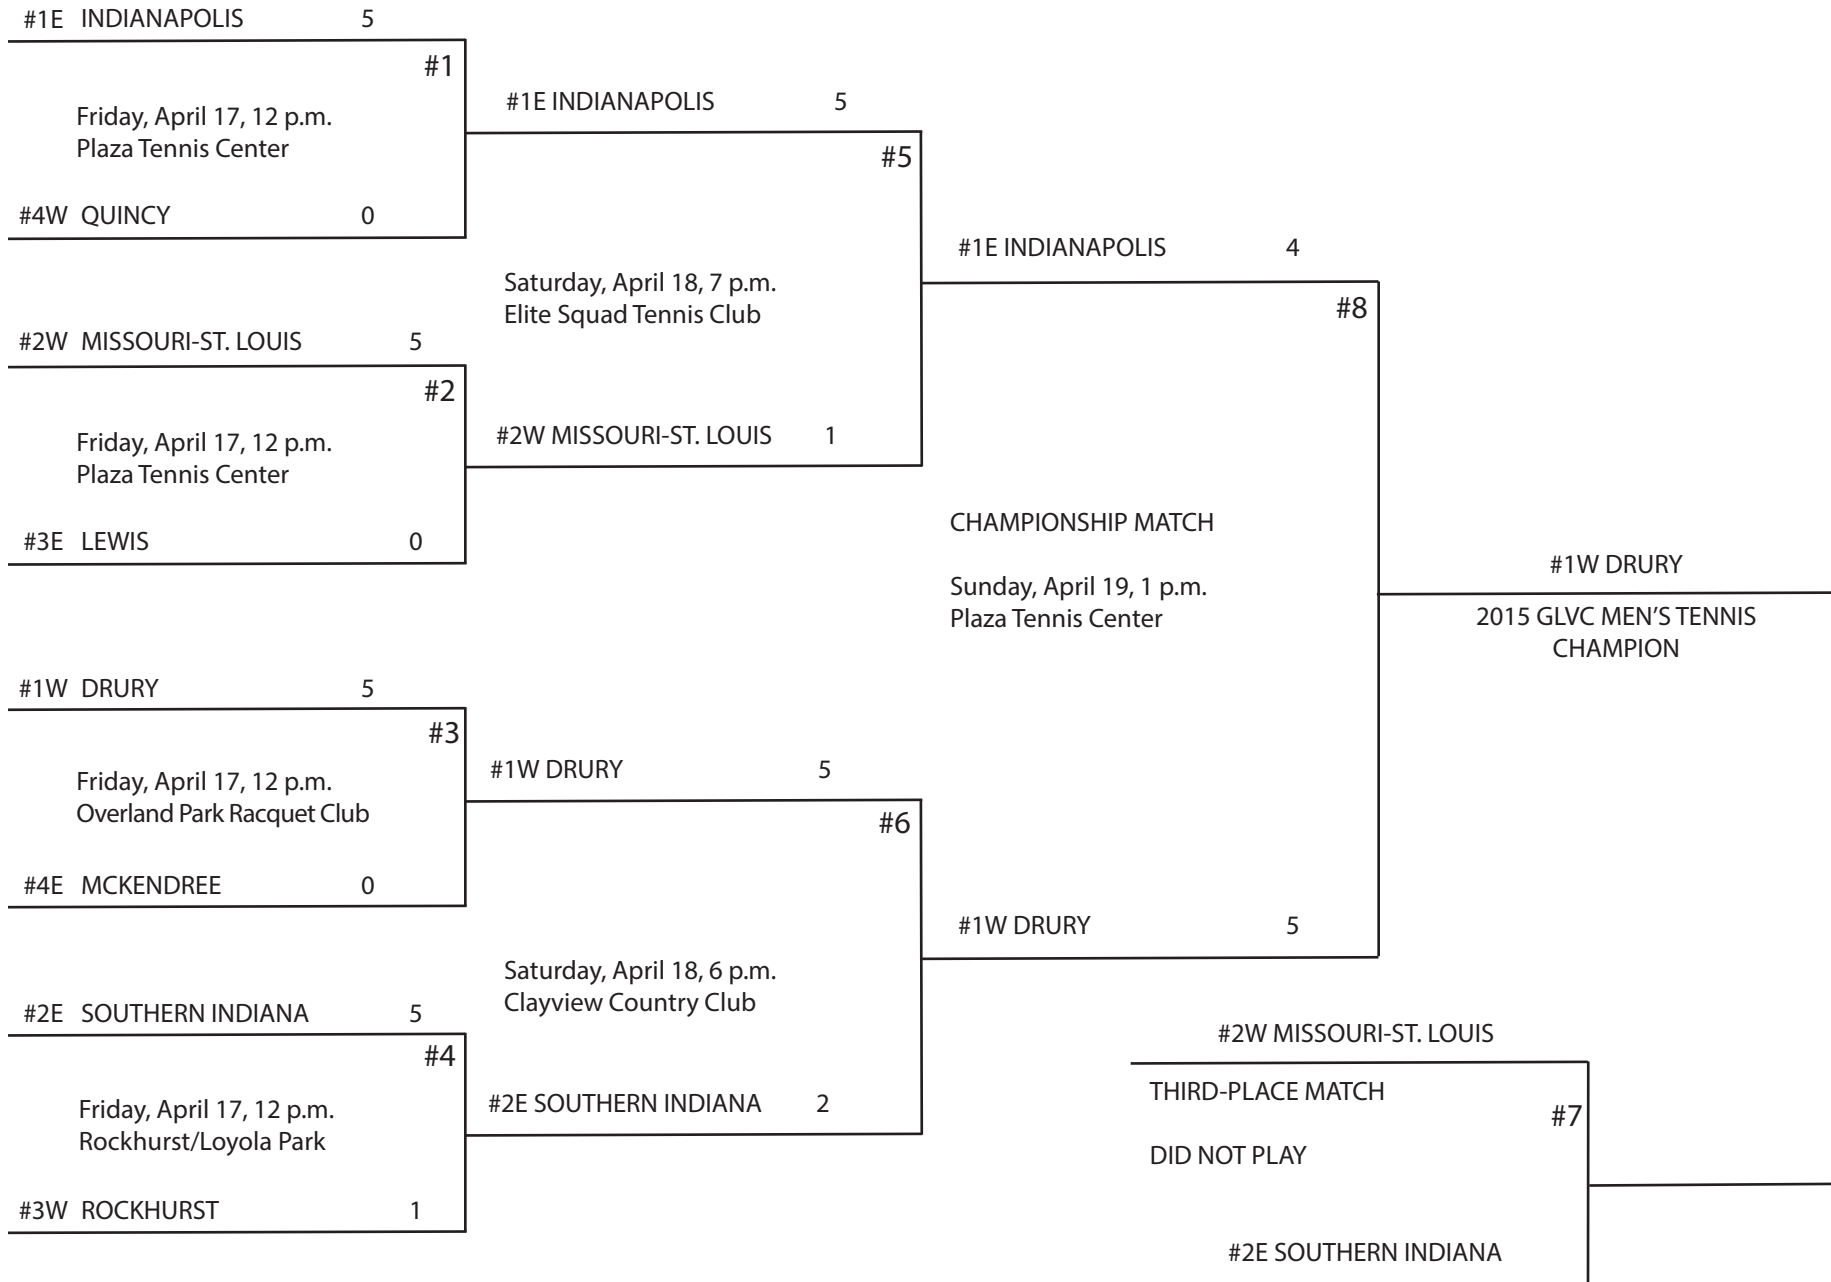 #1E INDIANAPOLIS 5
#1
Friday, April 17, 12 p.m.
Plaza Tennis Center
#4W QUINCY 0
#2W MISSOURI-ST. LOUIS 5
#2
Friday, April 17, 12 p.m.
Plaza Tennis Center
#3E LEWIS 0
#1W DRURY 5
#3
Friday, April 17, 12 p.m.
Overland Park Racquet Club
#4E MCKENDREE 0
#2E SOUTHERN INDIANA 5
#4
Friday, April 17, 12 p.m.
Rockhurst/Loyola Park
#3W ROCKHURST 1
#1E INDIANAPOLIS 5
#5
Saturday, April 18, 7 p.m.
Elite Squad Tennis Club
#2W MISSOURI-ST. LOUIS 1
#1W DRURY 5
#6
Saturday, April 18, 6 p.m.
Clayview Country Club
#2E SOUTHERN INDIANA 2
#1E INDIANAPOLIS 4
#8
CHAMPIONSHIP MATCH
Sunday, April 19, 1 p.m.
Plaza Tennis Center
#1W DRURY 5
#1W DRURY
2015 GLVC MEN'S TENNIS
CHAMPION
#2W MISSOURI-ST. LOUIS
THIRD-PLACE MATCH
#7
DID NOT PLAY
#2E SOUTHERN INDIANA